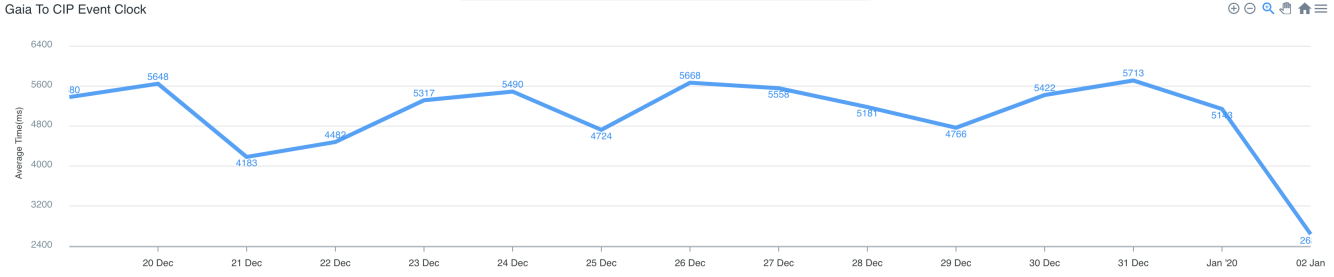 Gaia To CIP Event Clock
Average Time(ms)
6400
5600
4800
4000
3200
2400
80
5648
4183
4482
5317
5490
4724
5668
5558
5181
4766
5422
5713
5143
26
20 Dec
21 Dec
22 Dec
23 Dec
24 Dec
25 Dec
26 Dec
27 Dec
28 Dec
29 Dec
30 Dec
31 Dec
Jan '20
02 Jan